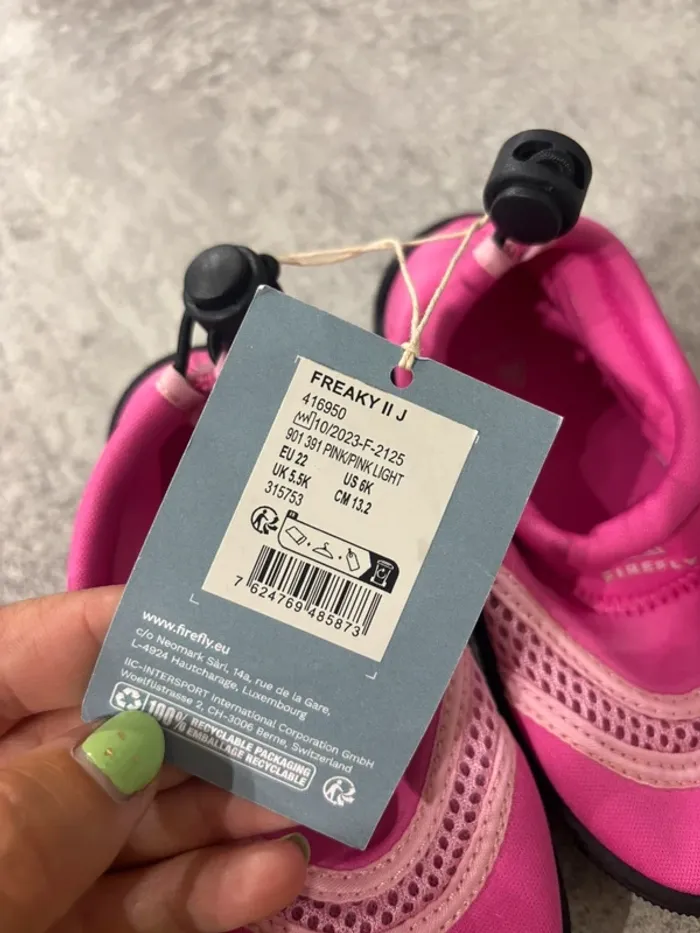 FREAKY II J
416950
10/2023-F-2125
901 391 PINK/PINK LIGHT
EU 22 US 6K
UK 5.5K CM 13.2
315753
7 624769 485873
www.firefly.eu
c/o Neomark Sàrl, 14a, rue de la Gare,
L-4924 Hautcharage, Luxembourg
IIC-INTERSPORT International Corporation GmbH
Woelflistrasse 2, CH-3006 Berne, Switzerland
100% RECYCLABLE PACKAGING
EMBALLAGE RECYCLABLE
FIREFLY